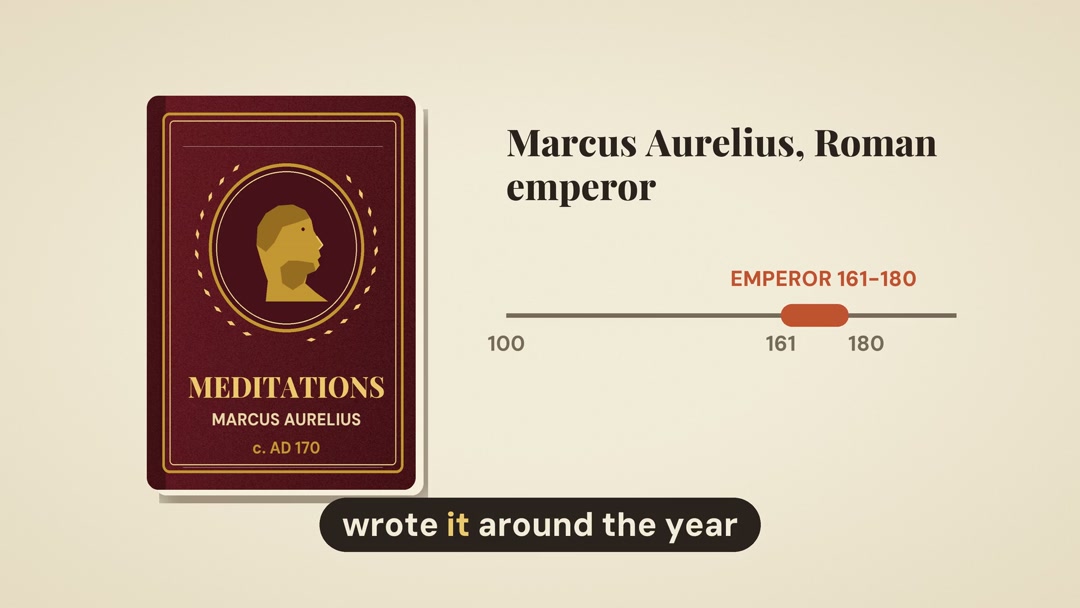 MEDITATIONS
MARCUS AURELIUS
c. AD 170
Marcus Aurelius, Roman
emperor
EMPEROR 161–180
100 161 180
wrote it around the year